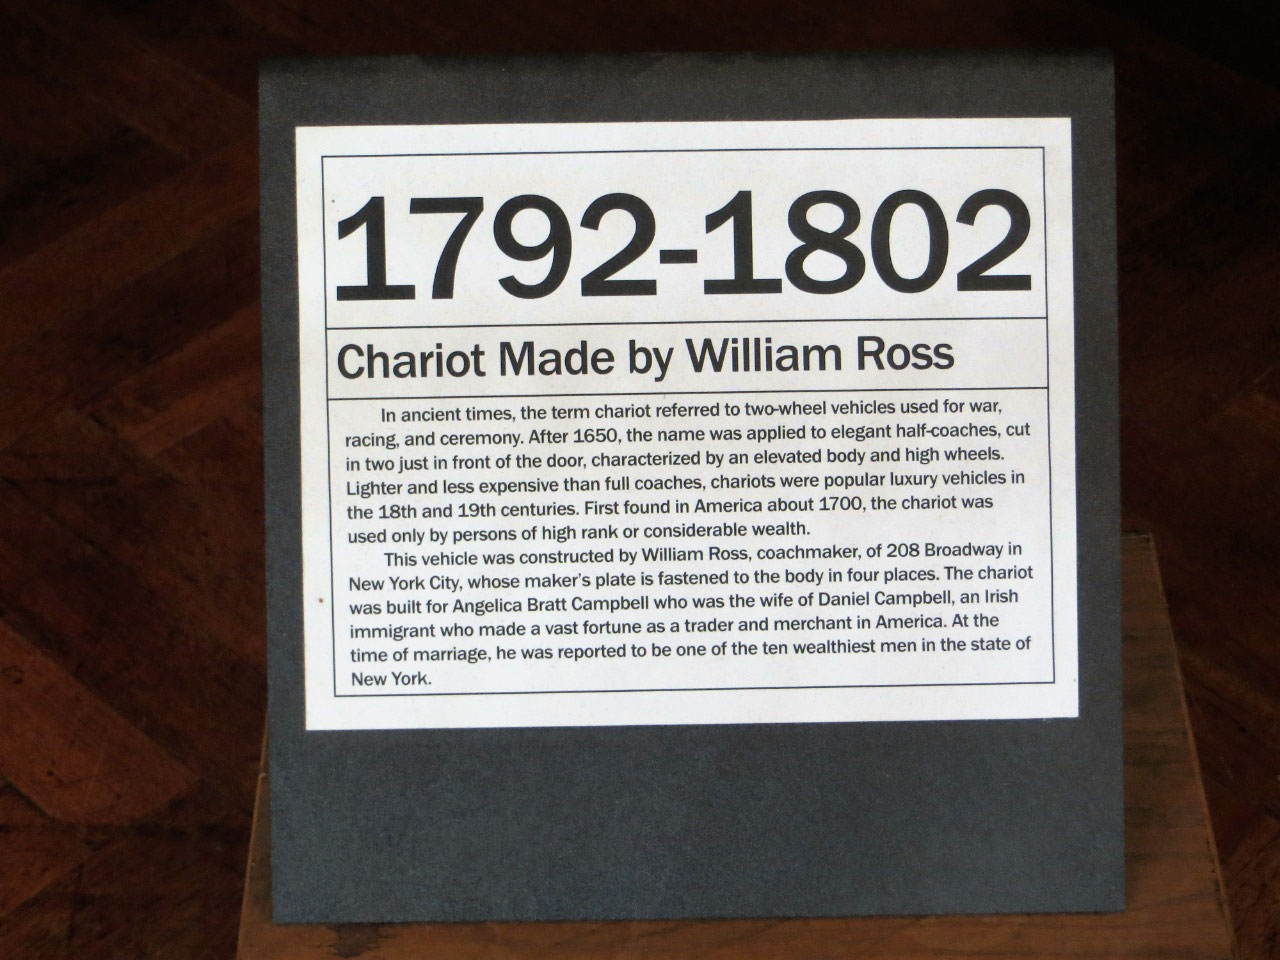 1792-1802
Chariot Made by William Ross
In ancient times, the term chariot referred to two-wheel vehicles used for war,
racing, and ceremony. After 1650, the name was applied to elegant half-coaches, cut
in two just in front of the door, characterized by an elevated body and high wheels.
Lighter and less expensive than full coaches, chariots were popular luxury vehicles in
the 18th and 19th centuries. First found in America about 1700, the chariot was
used only by persons of high rank or considerable wealth.
This vehicle was constructed by William Ross, coachmaker, of 208 Broadway in
New York City, whose maker's plate is fastened to the body in four places. The chariot
was built for Angelica Bratt Campbell who was the wife of Daniel Campbell, an Irish
immigrant who made a vast fortune as a trader and merchant in America. At the
time of marriage, he was reported to be one of the ten wealthiest men in the state of
New York.